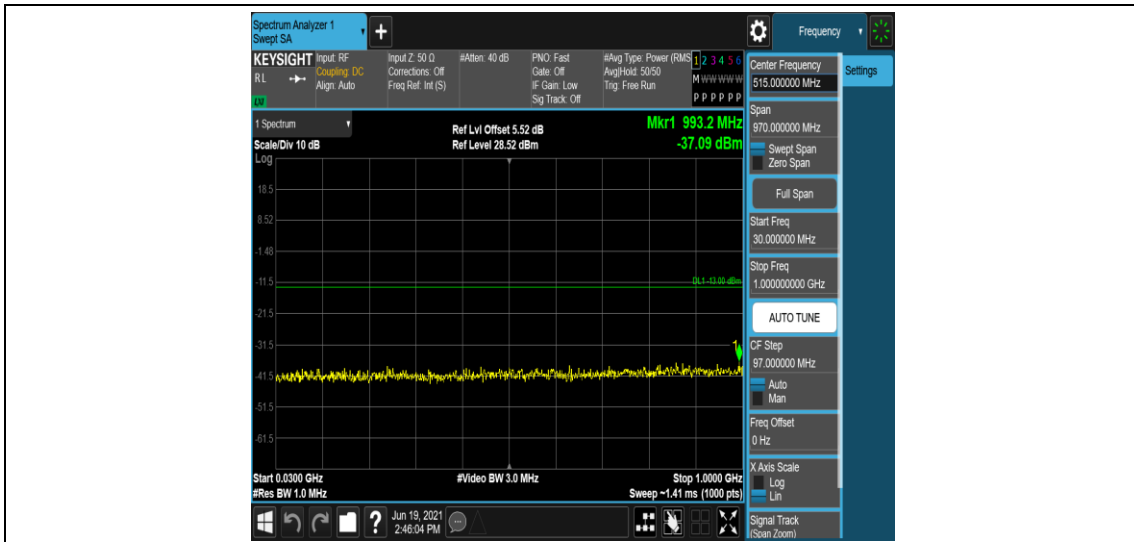 Spectrum Analyzer 1
Swept SA
+
Frequency
KEYSIGHT
RL
LXI
Input: RF
Coupling: DC
Align: Auto
Input Z: 50 Ω
Corrections: Off
Freq Ref: Int (S)
#Atten: 40 dB
PNO: Fast
Gate: Off
IF Gain: Low
Sig Track: Off
#Avg Type: Power (RMS
Avg|Hold: 50/50
Trig: Free Run
1 2 3 4 5 6
M W W W W W
P P P P P P
1 Spectrum
Scale/Div 10 dB
Log
Ref Lvl Offset 5.52 dB
Ref Level 28.52 dBm
Mkr1 993.2 MHz
-37.09 dBm
18.5
8.52
-1.48
-11.5
DL1 -13.00 dBm
-21.5
-31.5
1
-41.5
-51.5
-61.5
Start 0.0300 GHz
#Res BW 1.0 MHz
#Video BW 3.0 MHz
Stop 1.0000 GHz
Sweep ~1.41 ms (1000 pts)
Jun 19, 2021
2:46:04 PM
?
Center Frequency
515.000000 MHz
Settings
Span
970.000000 MHz
Swept Span
Zero Span
Full Span
Start Freq
30.000000 MHz
Stop Freq
1.000000000 GHz
AUTO TUNE
CF Step
97.000000 MHz
Auto
Man
Freq Offset
0 Hz
X Axis Scale
Log
Lin
Signal Track
(Span Zoom)